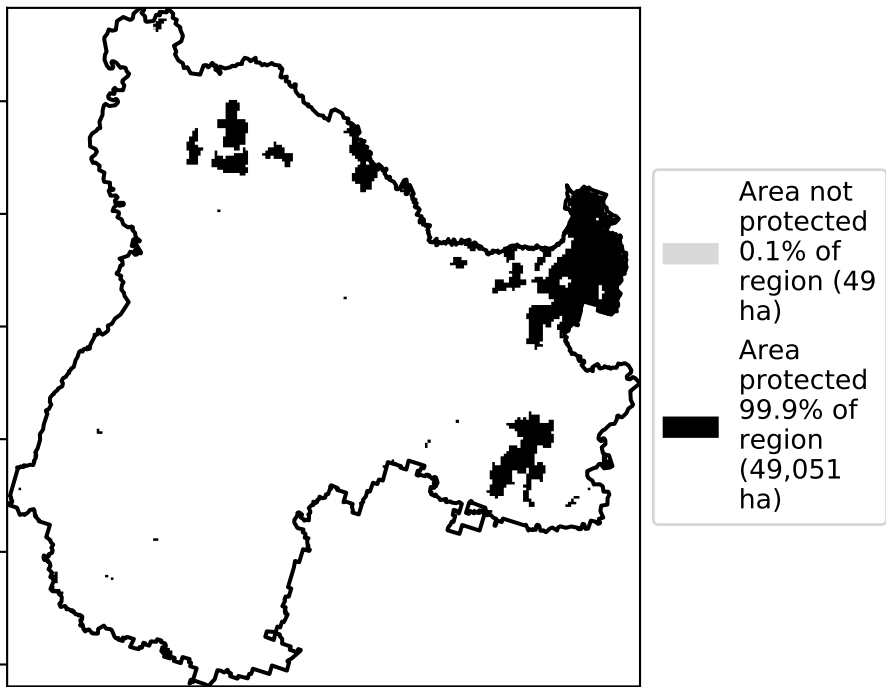 Area not
protected
0.1% of
region (49
ha)
Area
protected
99.9% of
region
(49,051
ha)